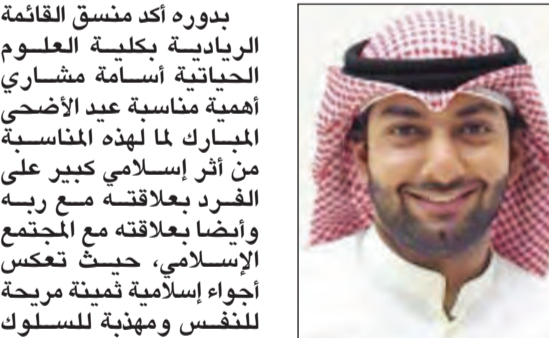 بدوره أكد منسق القائمة
الريادية بكلية العلوم
الحياتية أسامة مشاري
أهمية مناسبة عيد الأضحى
المبارك لما لهذه المناسبة
من أثر إسلامي كبير على
الفرد بعلاقته مع ربه
وأيضا بعلاقته مع المجتمع
الإسلامي، حيث تعكس
أجواء إسلامية ثمينة مريحة
للنفس ومهذبة للسلوك